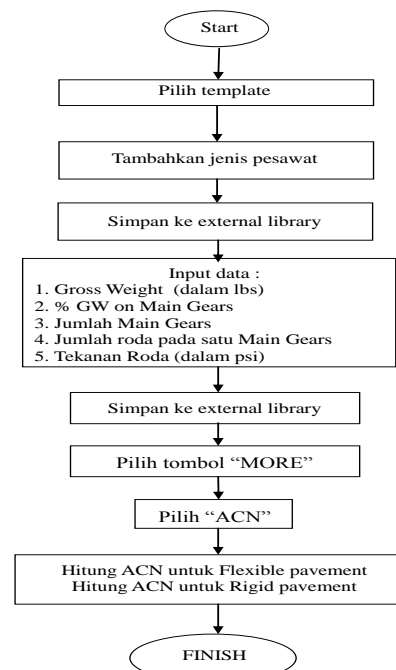 Start
Pilih template
Tambahkan jenis pesawat
Simpan ke external library
Input data :
1. Gross Weight (dalam lbs)
2. % GW on Main Gears
3. Jumlah Main Gears
4. Jumlah roda pada satu Main Gears
5. Tekanan Roda (dalam psi)
Simpan ke external library
Pilih tombol “MORE”
Pilih “ACN”
Hitung ACN untuk Flexible pavement
Hitung ACN untuk Rigid pavement
FINISH